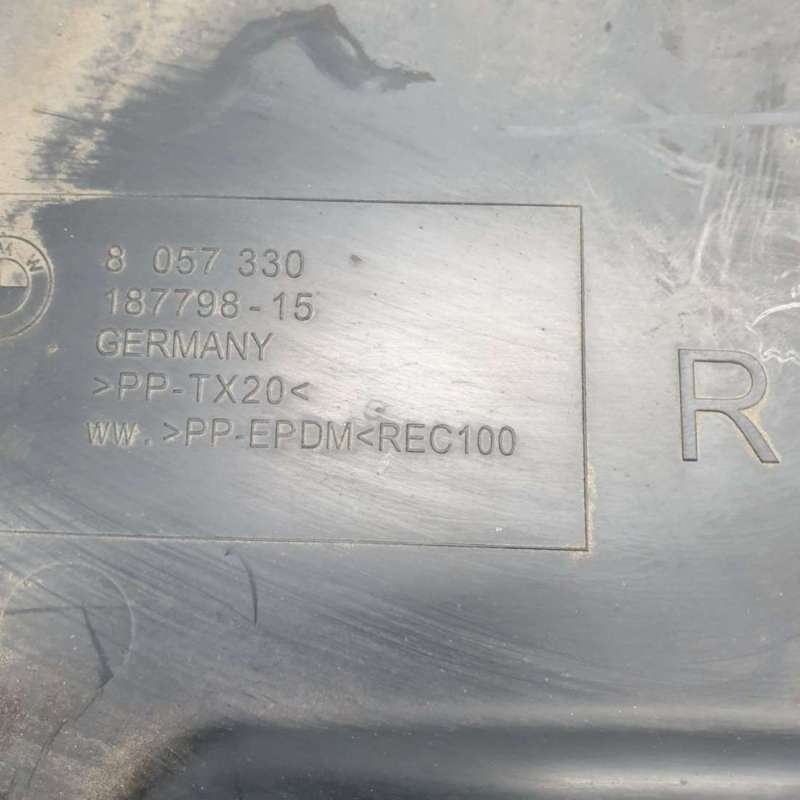 8 057 330
187798-15
GERMANY
>PP-TX20<
WW. >PP-EPDM<REC100
R